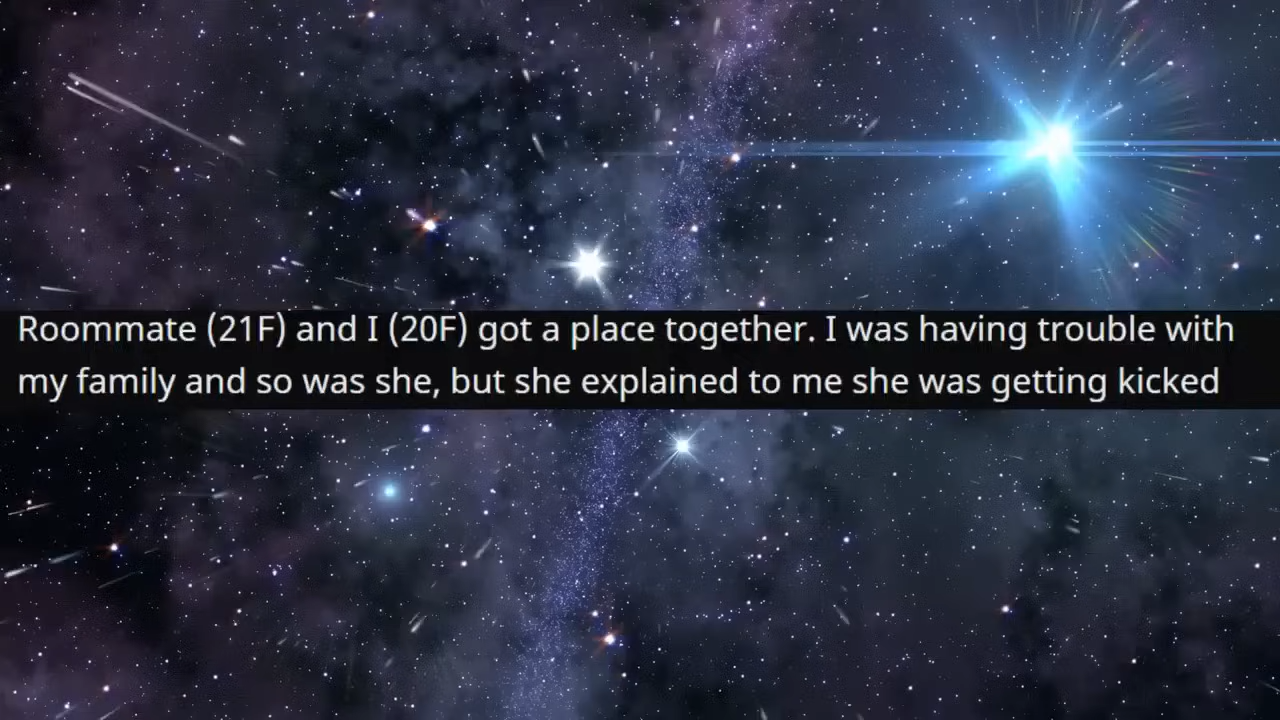 Roommate (21F) and I (20F) got a place together. I was having trouble with
my family and so was she, but she explained to me she was getting kicked